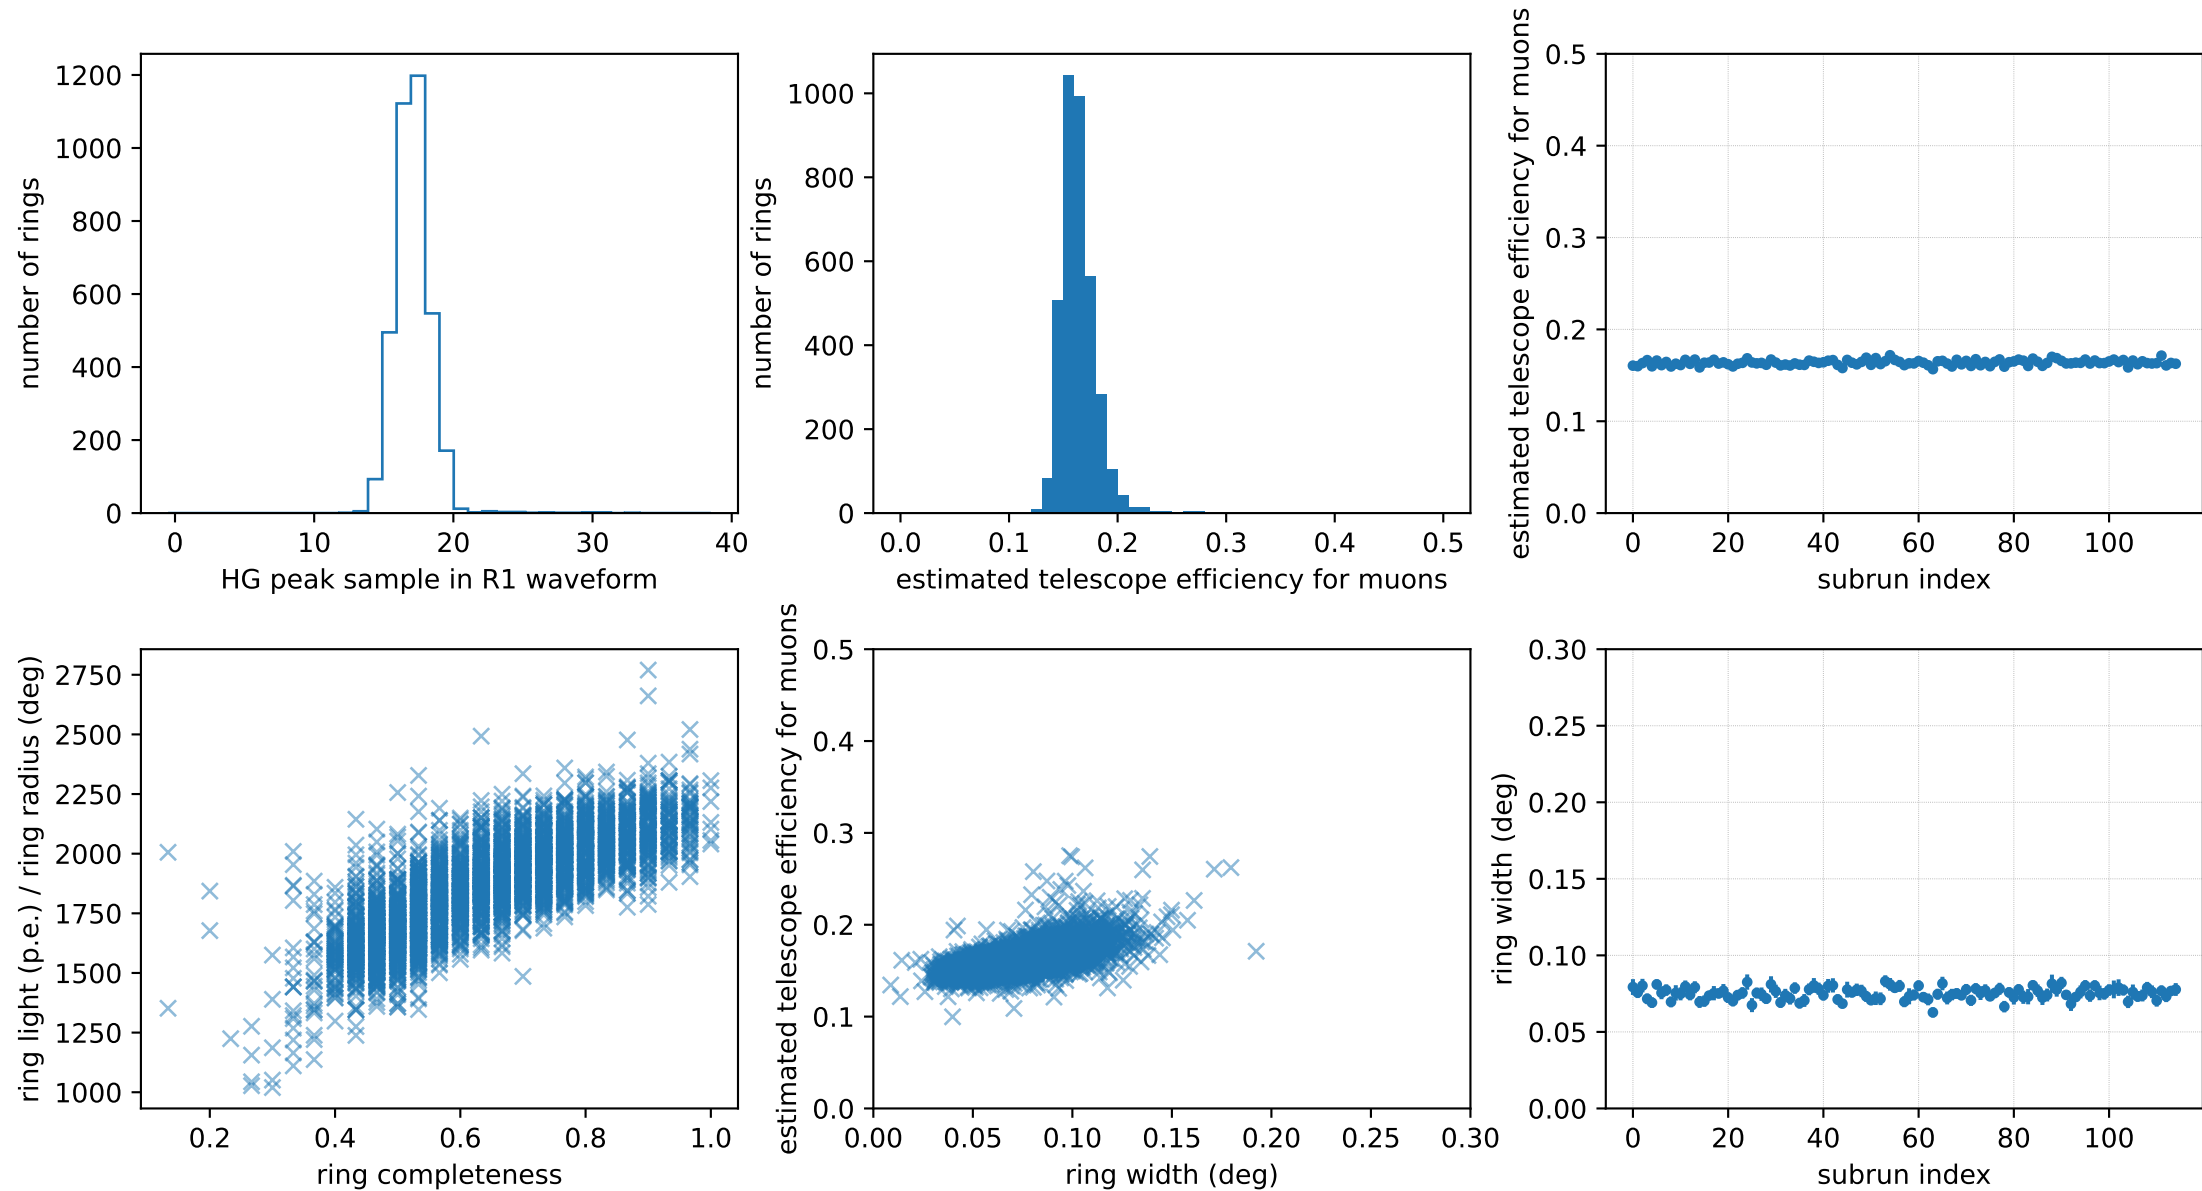 number of rings
1200
1000
800
600
400
200
0
0 10 20 30 40
HG peak sample in R1 waveform
number of rings
1000
800
600
400
200
0
0.0 0.1 0.2 0.3 0.4 0.5
estimated telescope efficiency for muons
estimated telescope efficiency for muons
0.5
0.4
0.3
0.2
0.1
0.0
0 20 40 60 80 100
subrun index
ring light (p.e.) / ring radius (deg)
2750
2500
2250
2000
1750
1500
1250
1000
0.2 0.4 0.6 0.8 1.0
ring completeness
estimated telescope efficiency for muons
0.5
0.4
0.3
0.2
0.1
0.0
0.00 0.05 0.10 0.15 0.20 0.25 0.30
ring width (deg)
ring width (deg)
0.30
0.25
0.20
0.15
0.10
0.05
0.00
0 20 40 60 80 100
subrun index